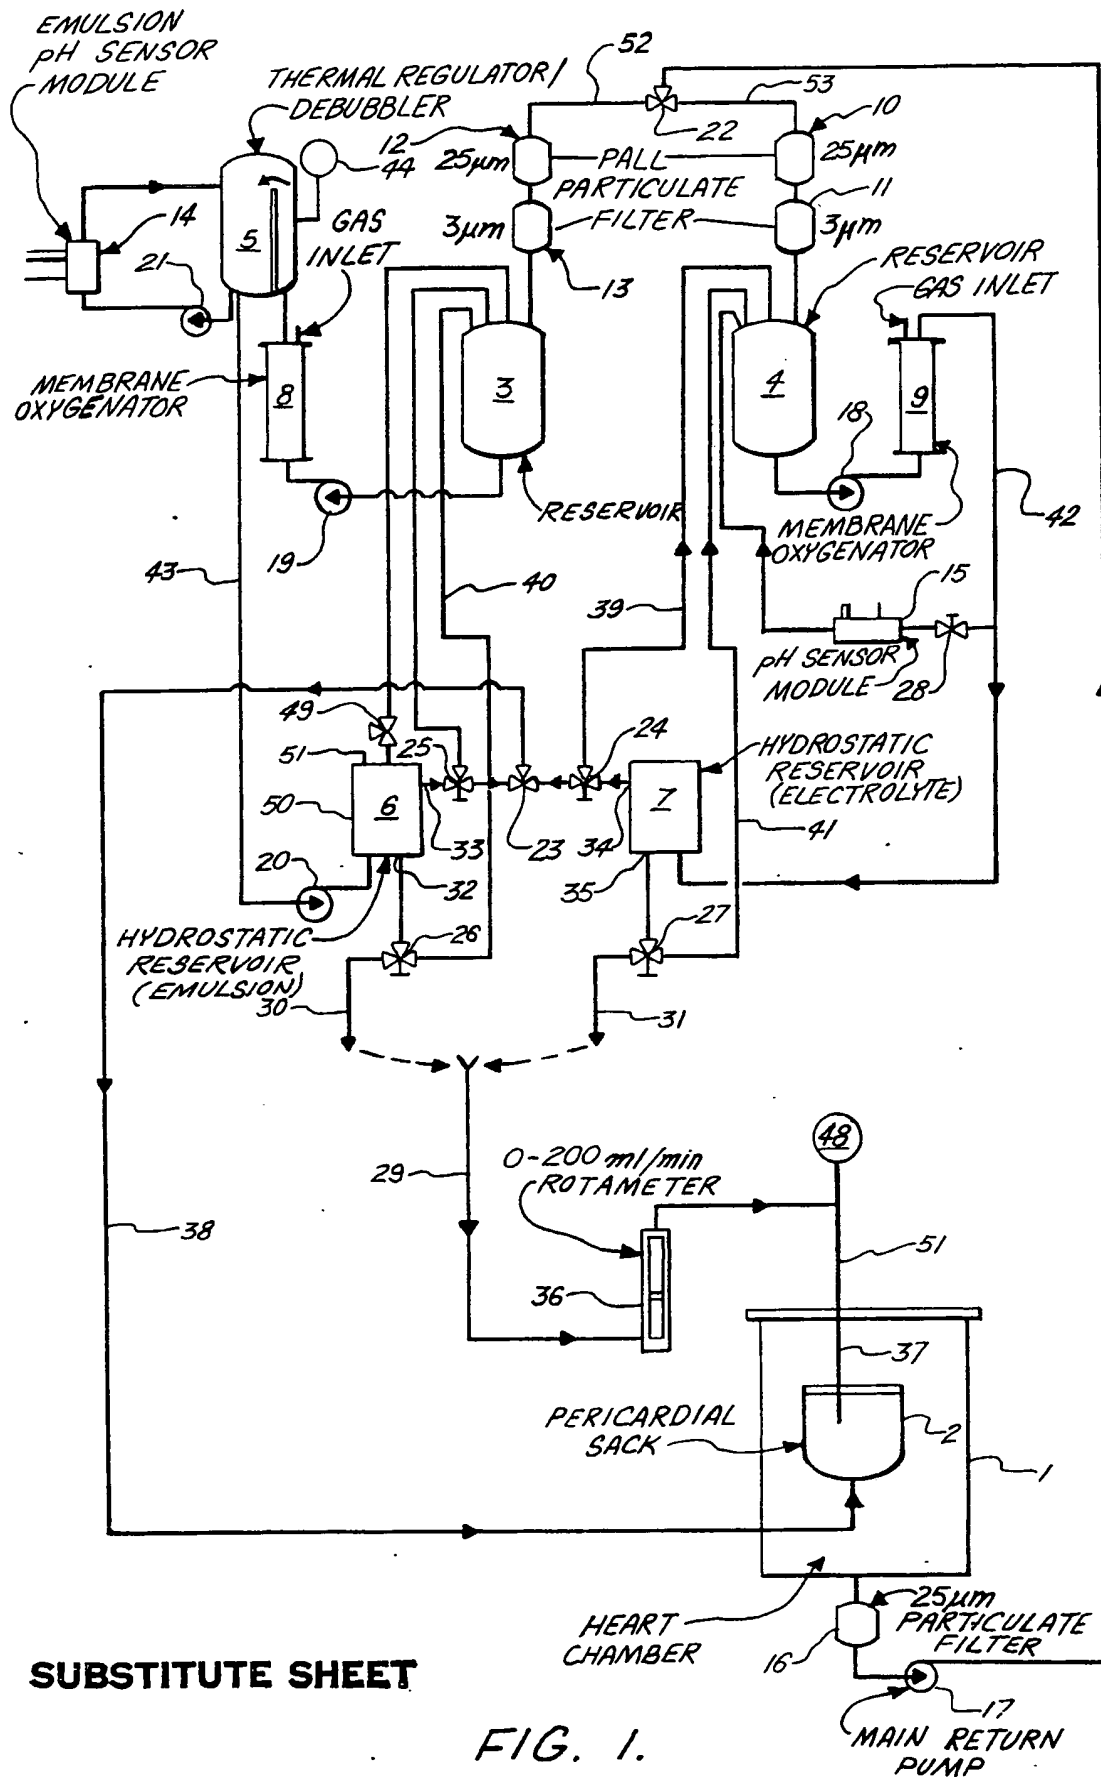 EMULSION
pH SENSOR
MODULE
THERMAL REGULATOR/
DEBUBBLER
52
53
10
12
25µm
44
22
25µm
PALL
PARTICULATE
FILTER
11
3µm
3µm
14
5
GAS
INLET
21
13
RESERVOIR
GAS INLET
MEMBRANE
OXYGENATOR
8
3
4
9
18
19
RESERVOIR
MEMBRANE
OXYGENATOR
42
43
40
39
15
pH SENSOR
MODULE
28
49
51
25
24
HYDROSTATIC
RESERVOIR
(ELECTROLYTE)
50
6
7
33
23
34
41
20
32
35
27
HYDROSTATIC
RESERVOIR
(EMULSION)
26
30
31
48
29
0-200 ml/min
ROTAMETER
38
51
36
37
PERICARDIAL
SACK
2
1
25µm
PARTICULATE
FILTER
HEART
CHAMBER
16
17
MAIN RETURN
PUMP
SUBSTITUTE SHEET
FIG. 1.